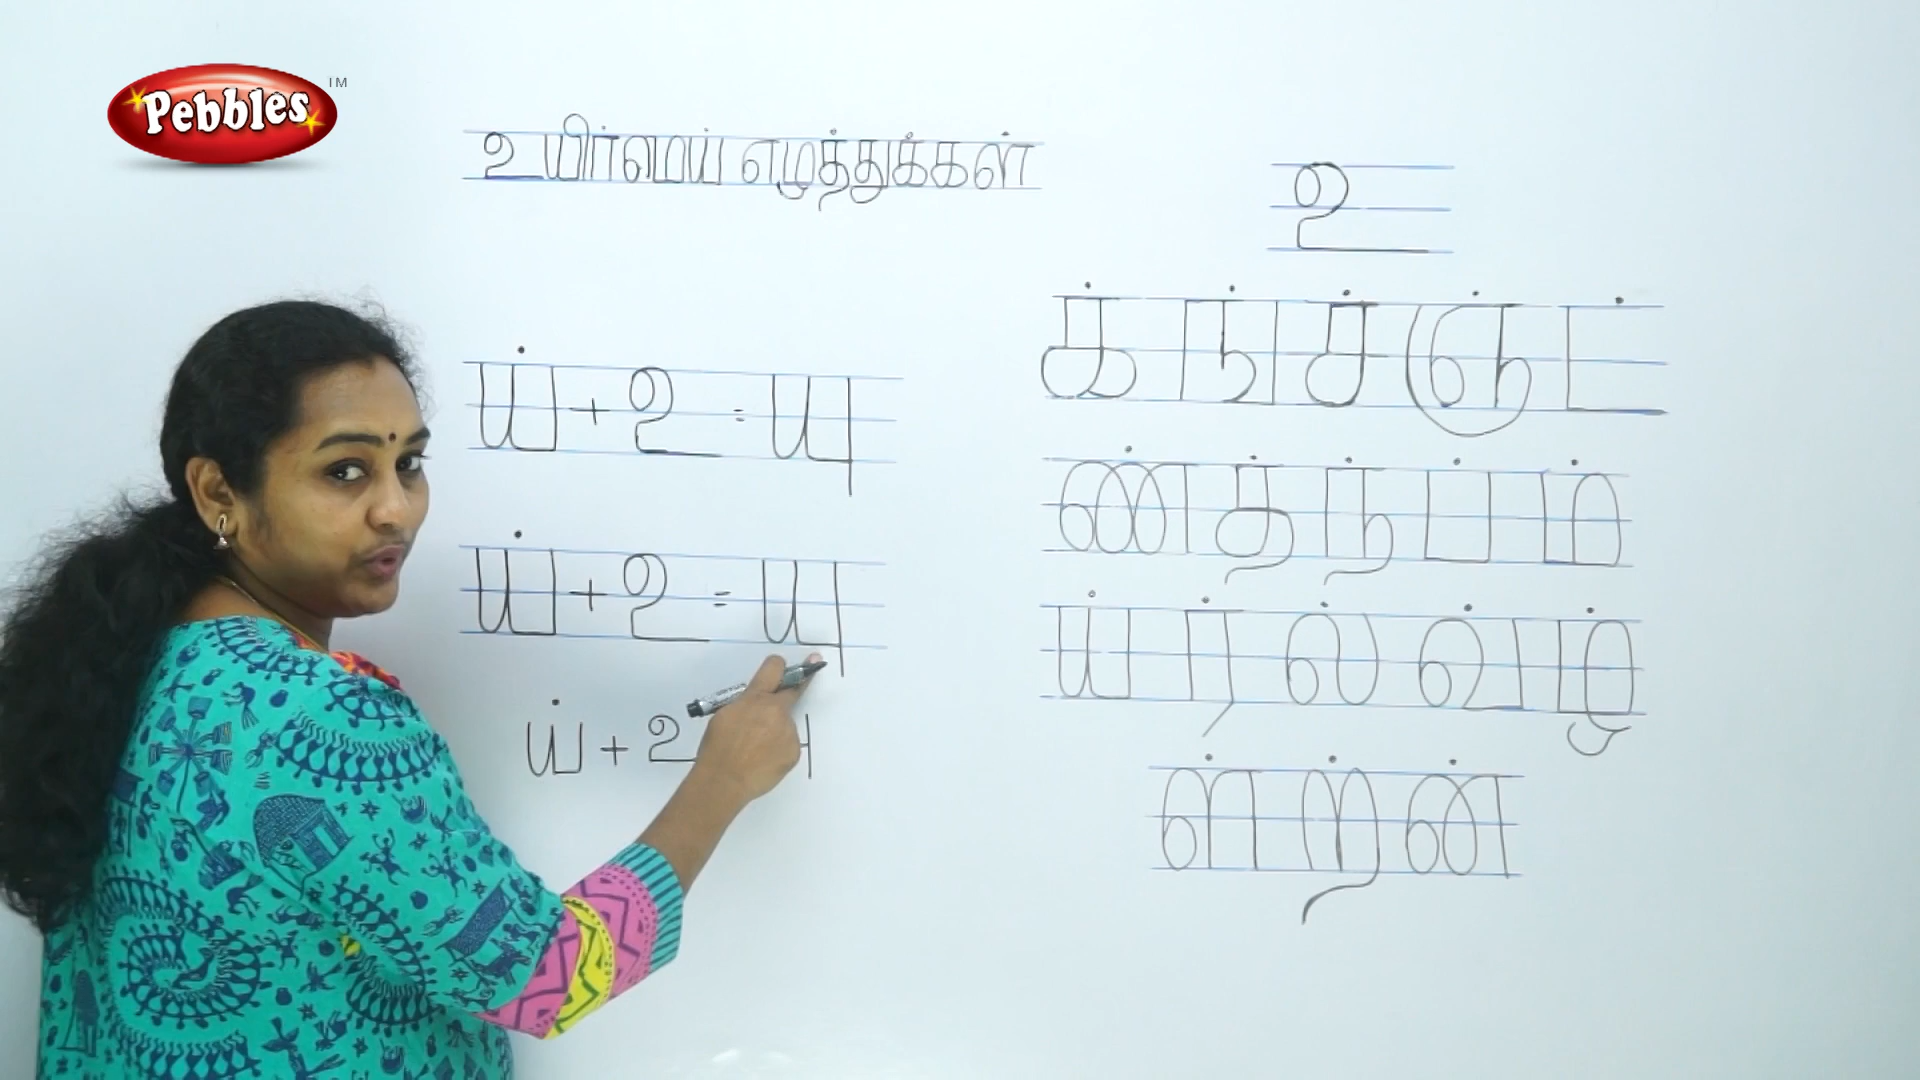 Pebbles TM
உயிர்மெய் எழுத்துக்கள்
ய் + உ = யு
ய் + உ = யு
ய் + உ
உ
க் ங் ச் ஞ் ட்
ண் த் ந் ப் ம்
ய் ர் ல் வ் ழ்
ள் ற் ன்